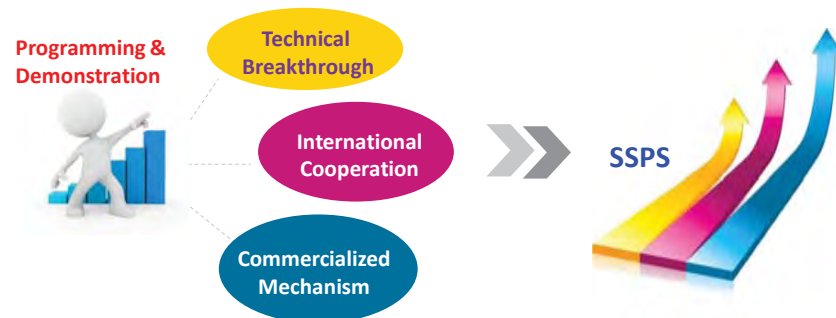 Programming &
Demonstration
Technical
Breakthrough
International
Cooperation
Commercialized
Mechanism
SSPS